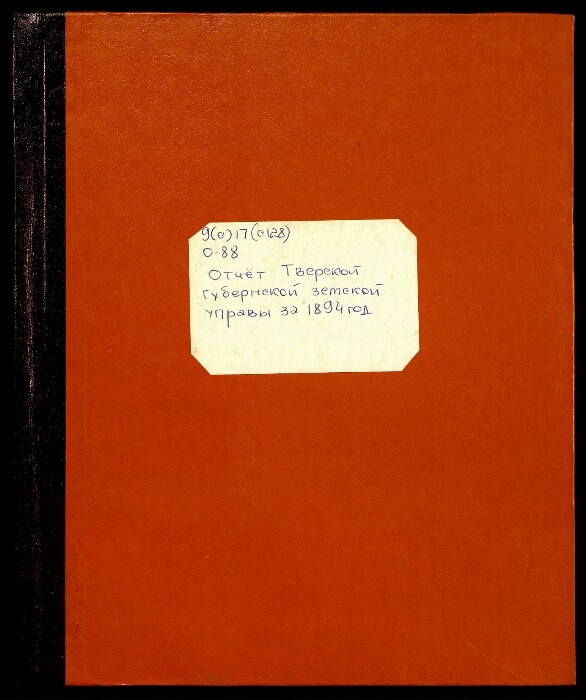 9(с)17(с128)
О-88
Отчёт Тверской
губернской земской
управы за 1894 год